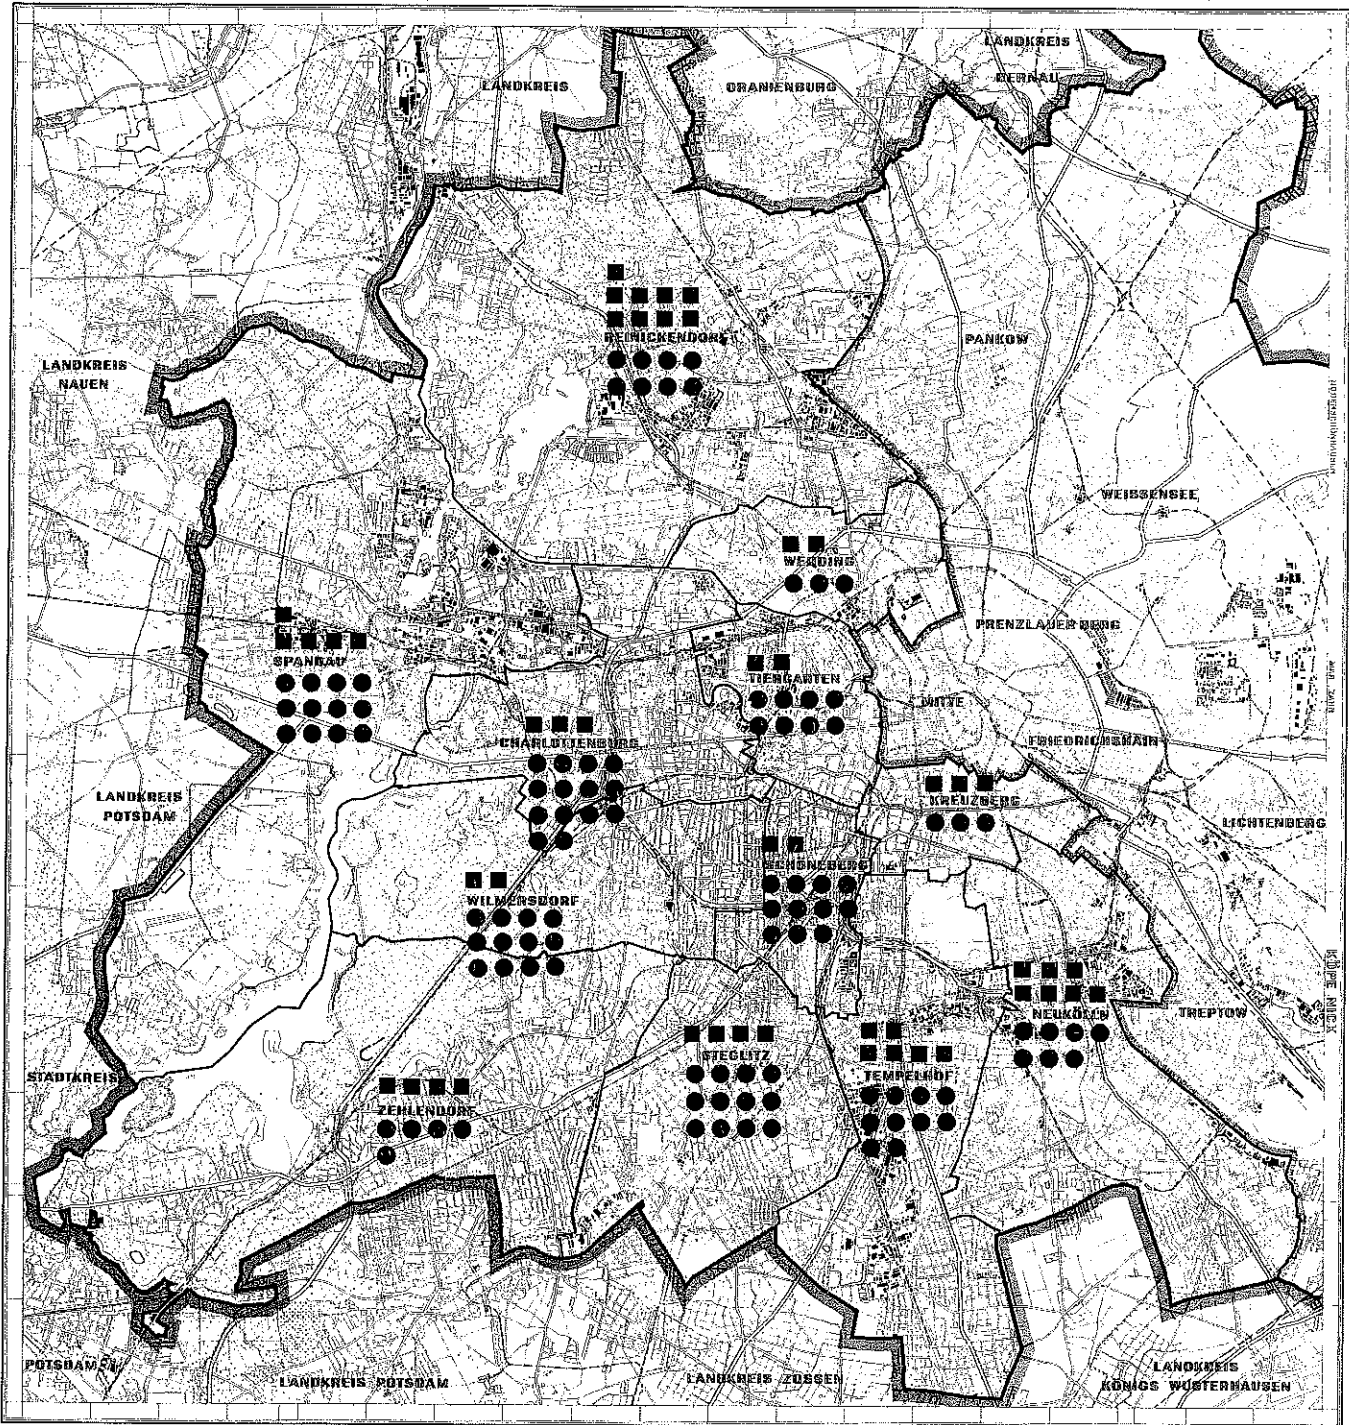 LANDKREIS
BERNAU
LANDKREIS
ORANIENBURG
REINICKENDORF
PANKOW
LANDKREIS
NAUEN
WEISSENSEE
WEDDING
PRENZLAUER BERG
SPANDAU
TIERGARTEN
MITTE
CHARLOTTENBURG
FRIEDRICHSHAIN
LANDKREIS
POTSDAM
KREUZBERG
LICHTENBERG
SCHÖNEBERG
WILMERSDORF
NEUKÖLLN
TREPTOW
STEGLITZ
STADTKREIS
TEMPELHOF
ZEHLENDORF
POTSDAM
LANDKREIS POTSDAM
LANDKREIS ZOSSEN
LANDKREIS
KÖNIGS WUSTERHAUSEN